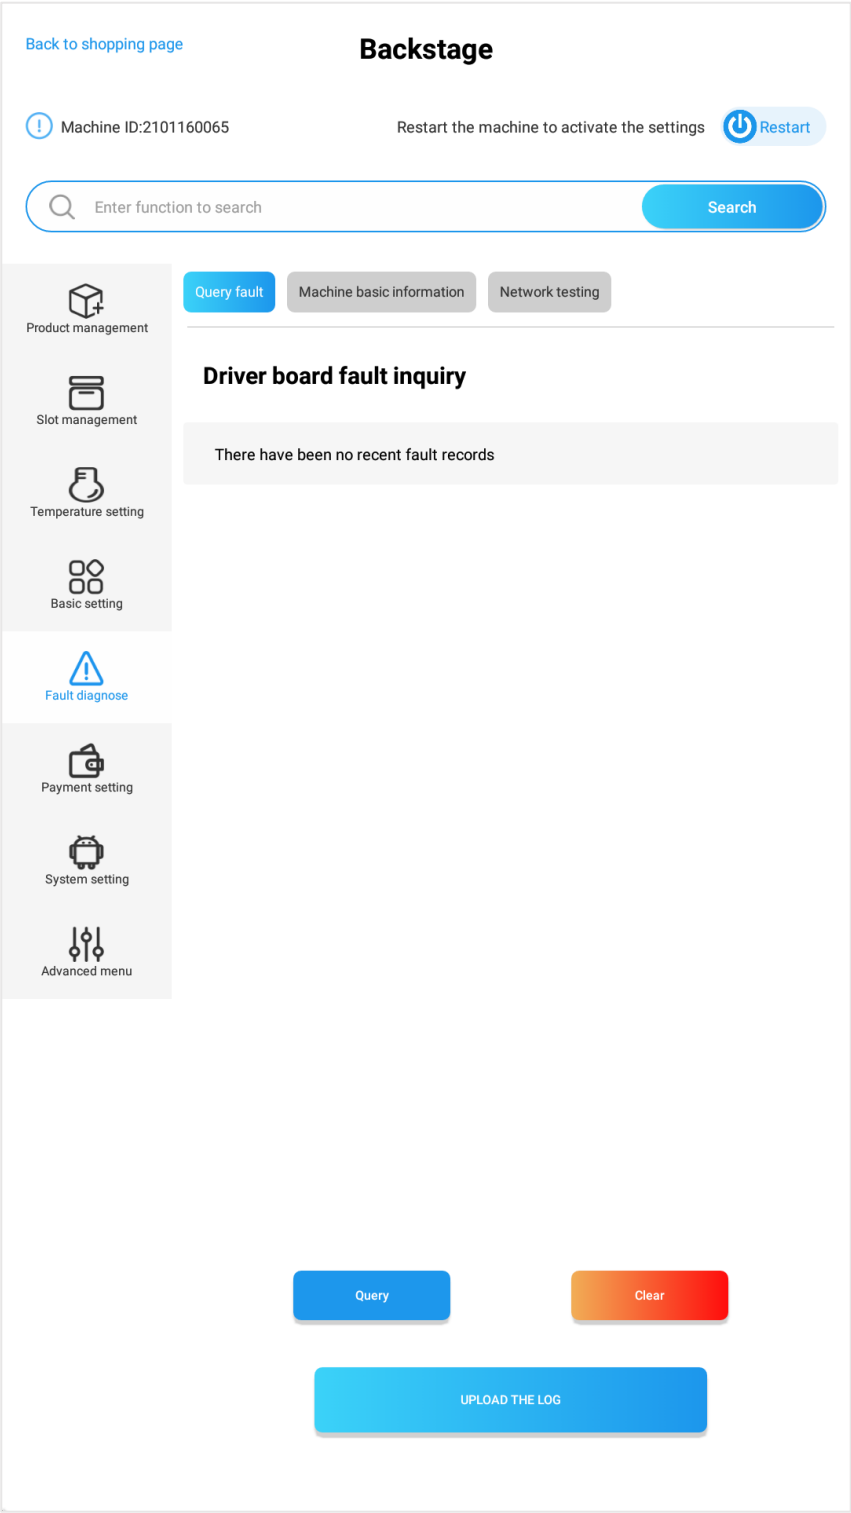 Back to shopping page
Backstage
Machine ID:2101160065
Restart the machine to activate the settings
Restart
Enter function to search
Search
Product management
Slot management
Temperature setting
Basic setting
Fault diagnose
Payment setting
System setting
Advanced menu
Query fault
Machine basic information
Network testing
Driver board fault inquiry
There have been no recent fault records
Query
Clear
UPLOAD THE LOG